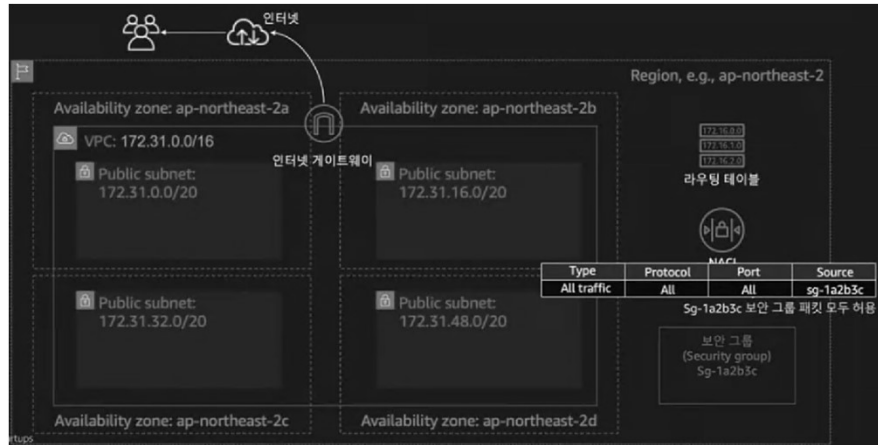 인터넷
Region, e.g., ap-northeast-2
Availability zone: ap-northeast-2a
Availability zone: ap-northeast-2b
VPC: 172.31.0.0/16
인터넷 게이트웨이
Public subnet:
172.31.0.0/20
Public subnet:
172.31.16.0/20
172.16.0.0
172.16.1.0
172.16.2.0
라우팅 테이블
NACL
Type Protocol Port Source
All traffic All All sg-1a2b3c
Sg-1a2b3c 보안 그룹 패킷 모두 허용
Public subnet:
172.31.32.0/20
Public subnet:
172.31.48.0/20
보안 그룹
(Security group)
Sg-1a2b3c
Availability zone: ap-northeast-2c
Availability zone: ap-northeast-2d